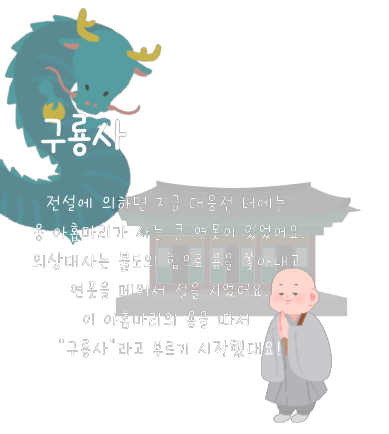 구룡사
전설에 의하면 지금 대웅전 터에는
용 아홉마리가 사는 큰 연못이 있었어요.
의상대사는 불도의 힘으로 용을 쫓아내고
연못을 메워서 절을 지었어요.
이 아홉마리의 용을 따서
"구룡사"라고 부르기 시작했대요!